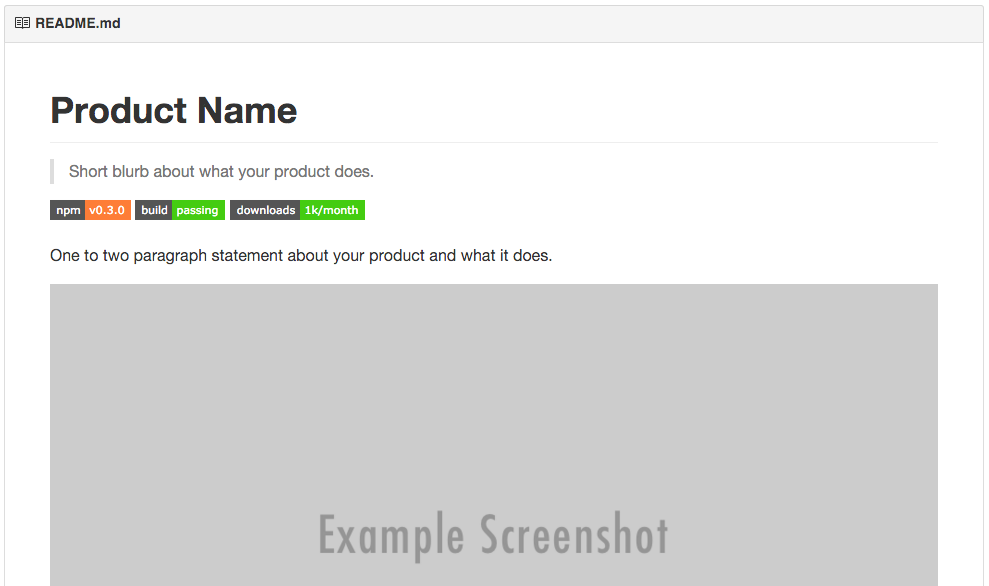 README.md
Product Name
Short blurb about what your product does.
npm v0.3.0 build passing downloads 1k/month
One to two paragraph statement about your product and what it does.
Example Screenshot